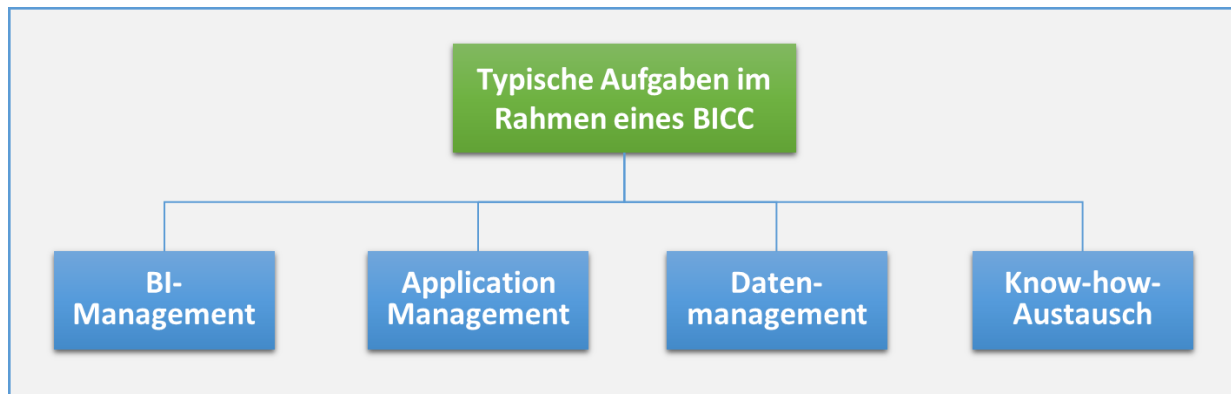 Typische Aufgaben im
Rahmen eines BICC
BI-
Management
Application
Management
Daten-
management
Know-how-
Austausch